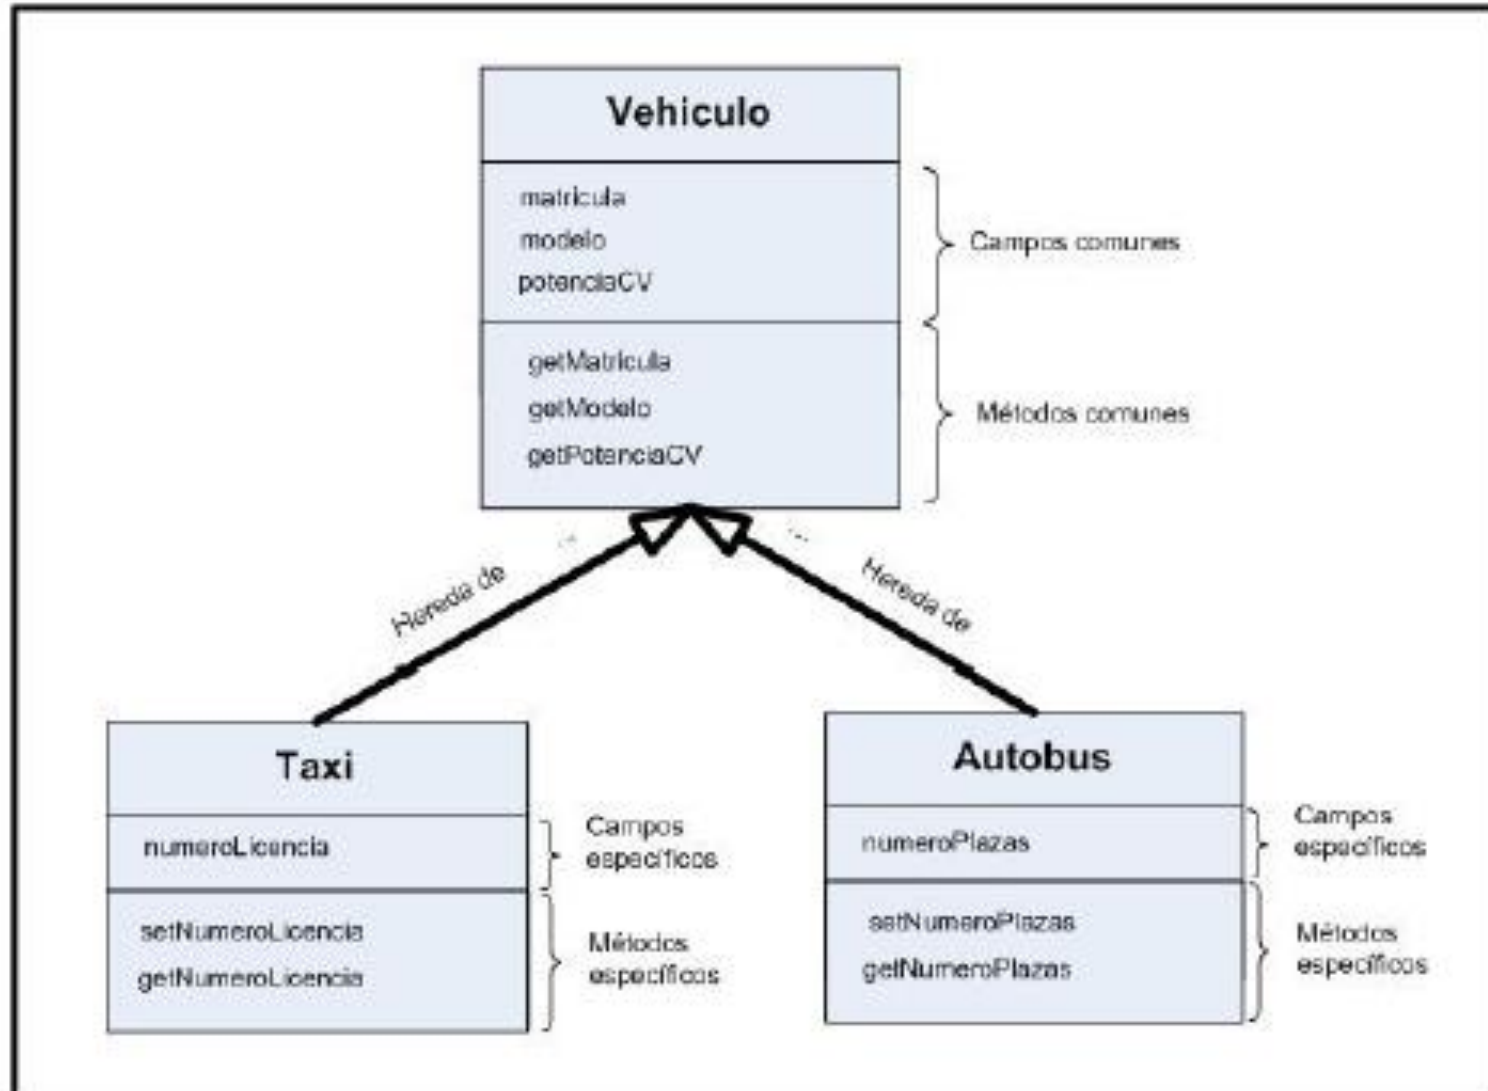 Vehiculo
matricula
modelo
potenciaCV
Campos comunes
getMatricula
getModelo
getPotenciaCV
Métodos comunes
...
...
Hereda de
Hereda de
Taxi
numeroLicencia
Campos
específicos
setNumeroLicencia
getNumeroLicencia
Métodos
específicos
Autobus
numeroPlazas
Campos
específicos
setNumeroPlazas
getNumeroPlazas
Métodos
específicos